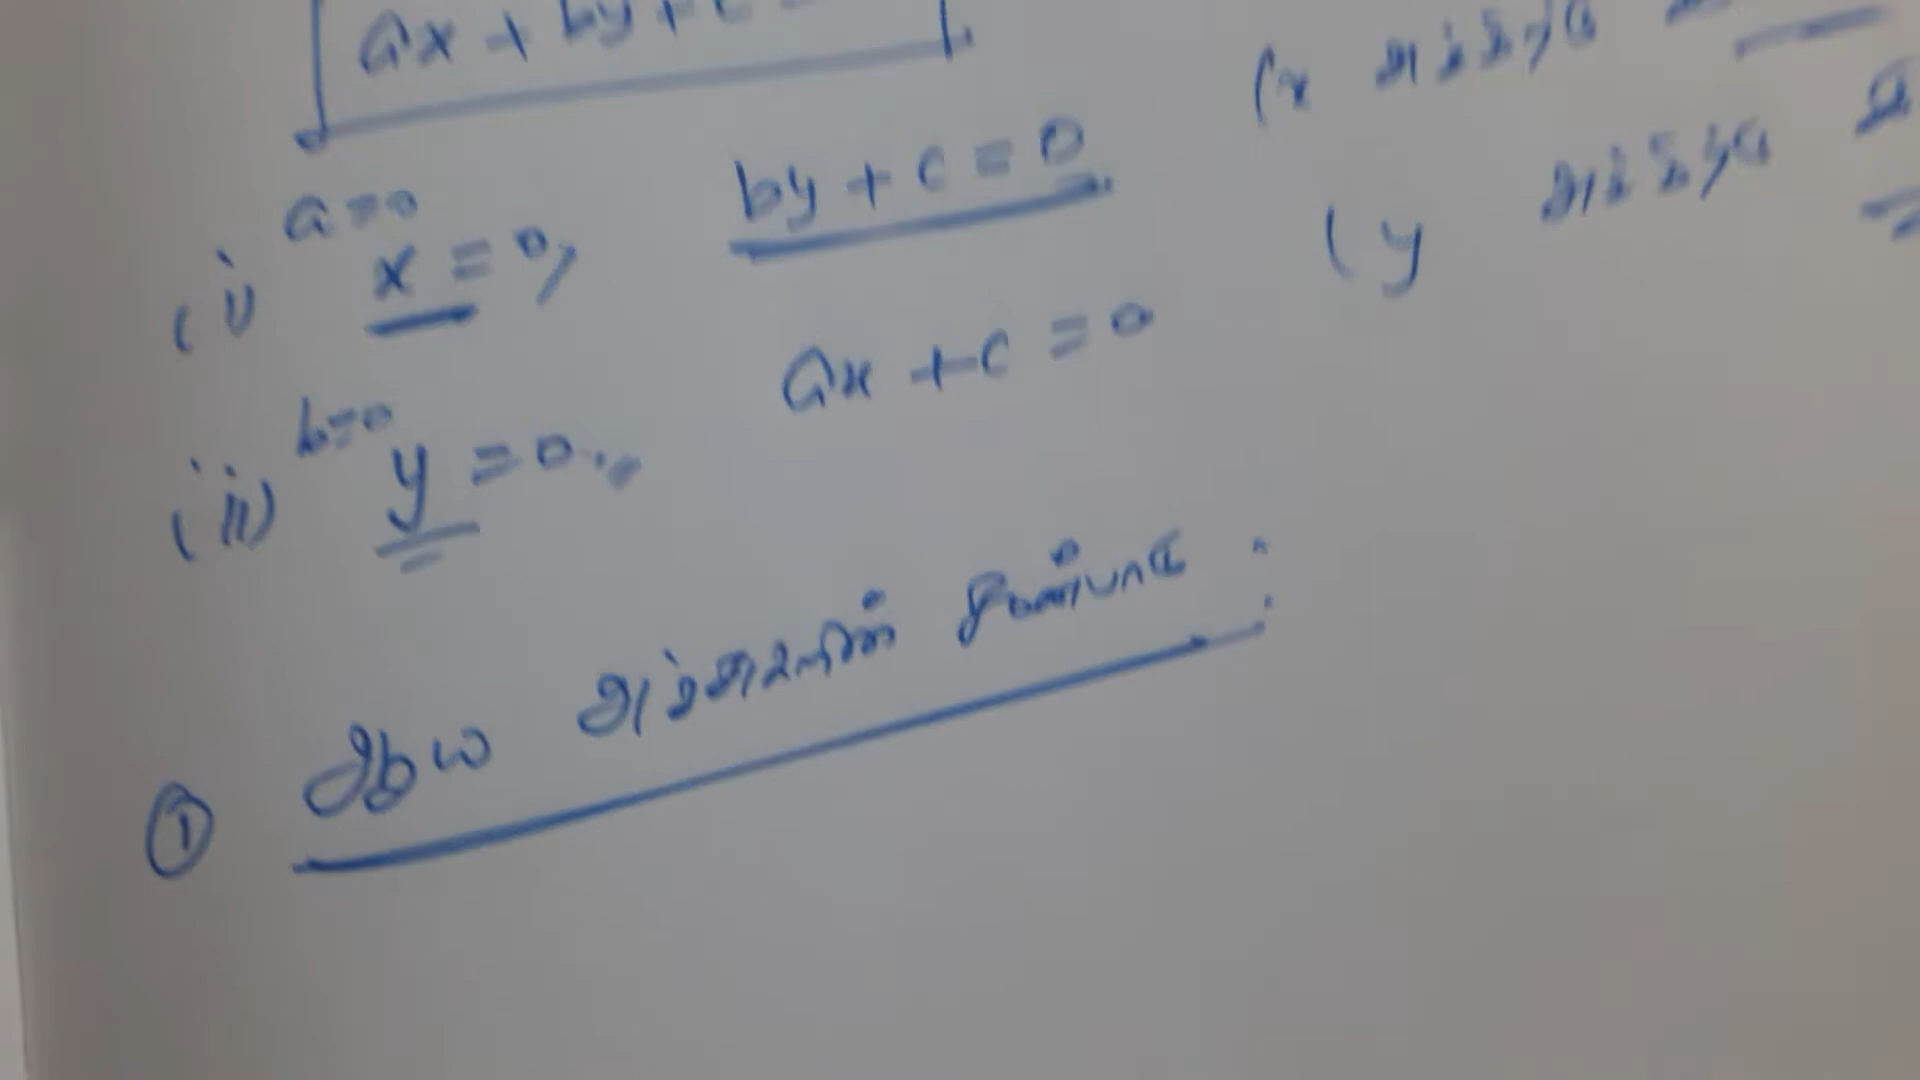 ax + by + c
(x அச்சுக்கு
a=0
(i) x = 0, by + c = 0
(y அச்சுக்கு
ax + c = 0
b=0
(ii) y = 0
① ஆய அச்சுகளின் சமன்பாடு :